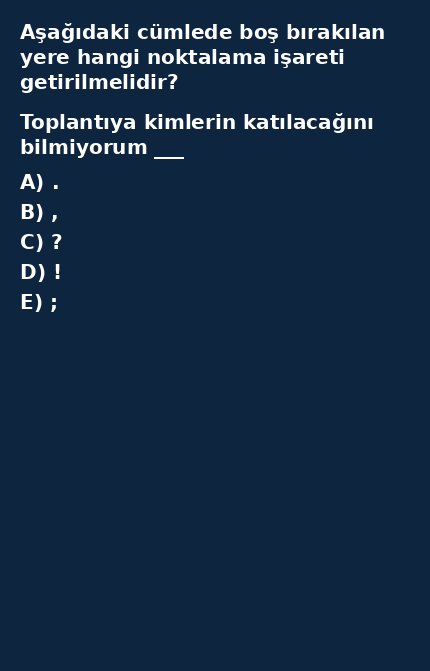 Aşağıdaki cümlede boş bırakılan
yere hangi noktalama işareti
getirilmelidir?
Toplantıya kimlerin katılacağını
bilmiyorum ___
A) .
B) ,
C) ?
D) !
E) ;